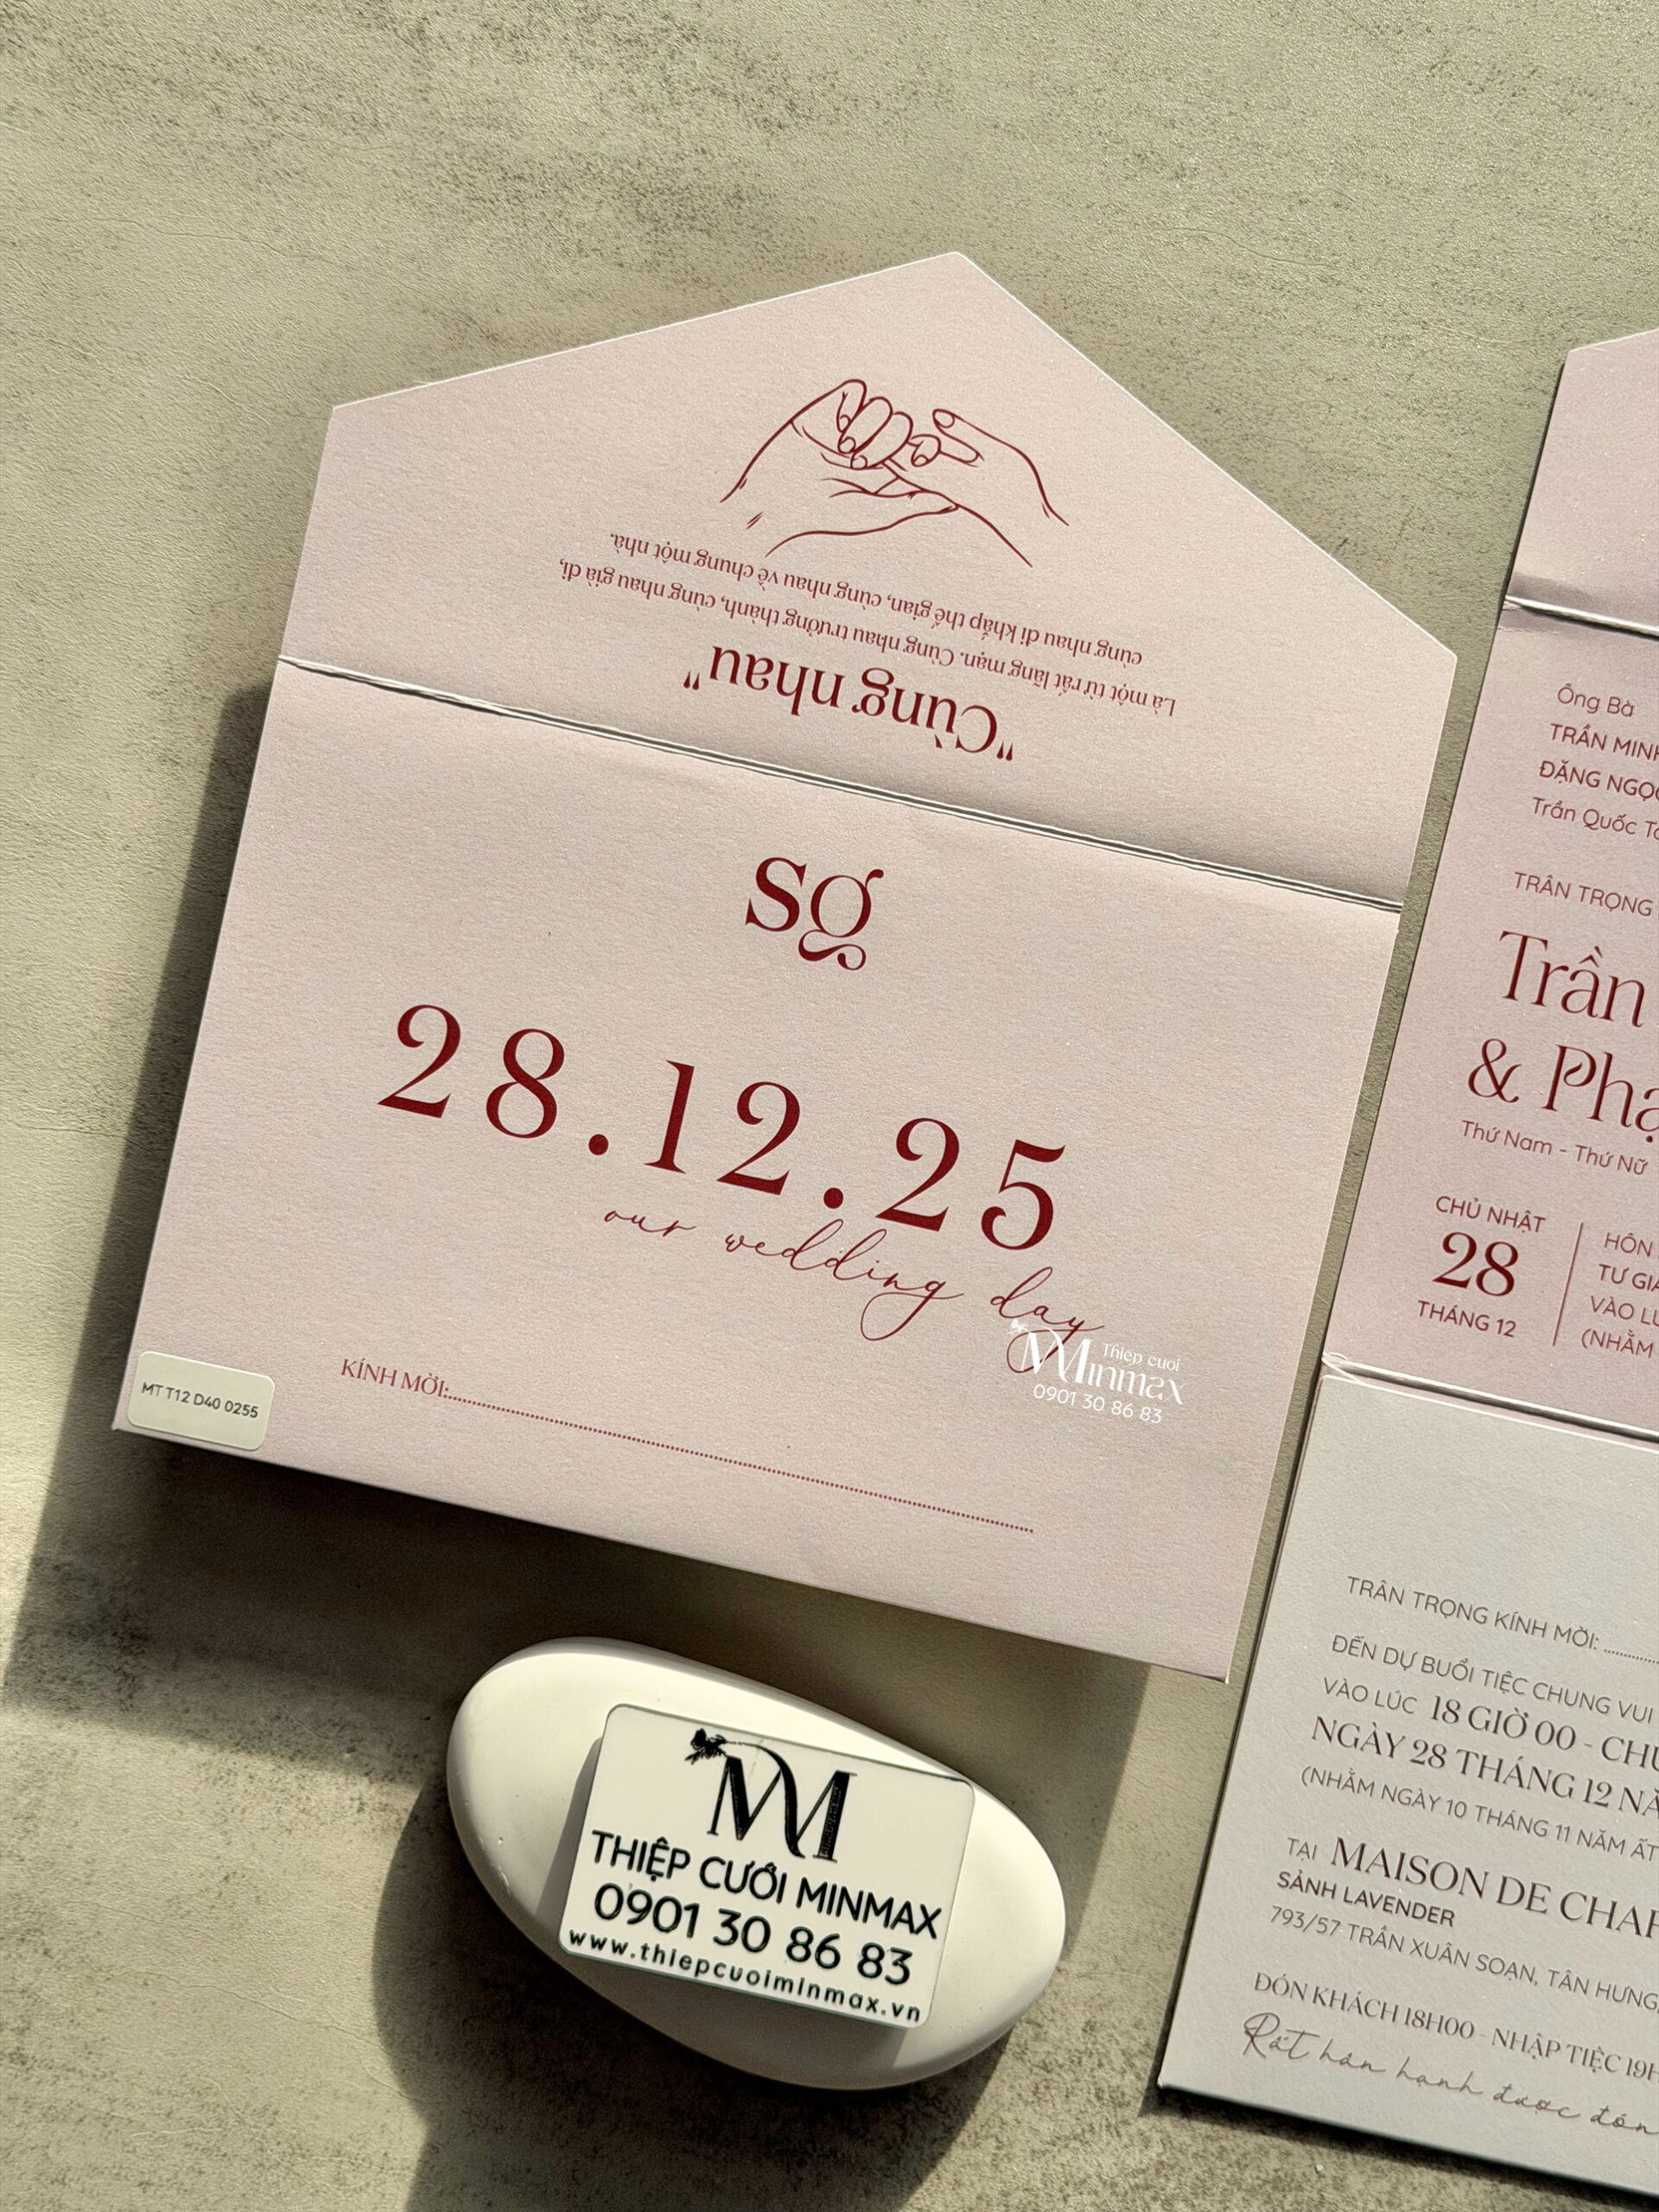 "Cùng nhau"
Là một từ rất lãng mạn. Cùng nhau trưởng thành, cùng nhau già đi,
cùng nhau đi khắp thế gian, cùng nhau về chung một nhà.
sg
28.12.25
our wedding day
KÍNH MỜI:
MT T12 D40 0255
Thiep cuoi
Minmax
0901 30 86 83
THIỆP CƯỚI MINMAX
0901 30 86 83
www.thiepcuoiminmax.vn
Ông Bà
TRẦN MINH
ĐẶNG NGỌC
Trần Quốc
TRÂN TRỌNG
Trần
& Phạ
Thứ Nam - Thứ Nữ
CHỦ NHẬT
28
THÁNG 12
HÔN
TƯ GIA
VÀO
(NHẰM
TRÂN TRỌNG KÍNH MỜI:
ĐẾN DỰ BUỔI TIỆC CHUNG VUI
VÀO LÚC 18 GIỜ 00 - CHỦ
NGÀY 28 THÁNG 12 NĂ
(NHẰM NGÀY 10 THÁNG 11 NĂM ẤT
TẠI MAISON DE CHAR
SẢNH LAVENDER
793/57 TRẦN XUÂN SOẠN, TÂN HƯNG,
ĐÓN KHÁCH 18H00 - NHẬP TIỆC 19H
Rất hân hạnh được đón